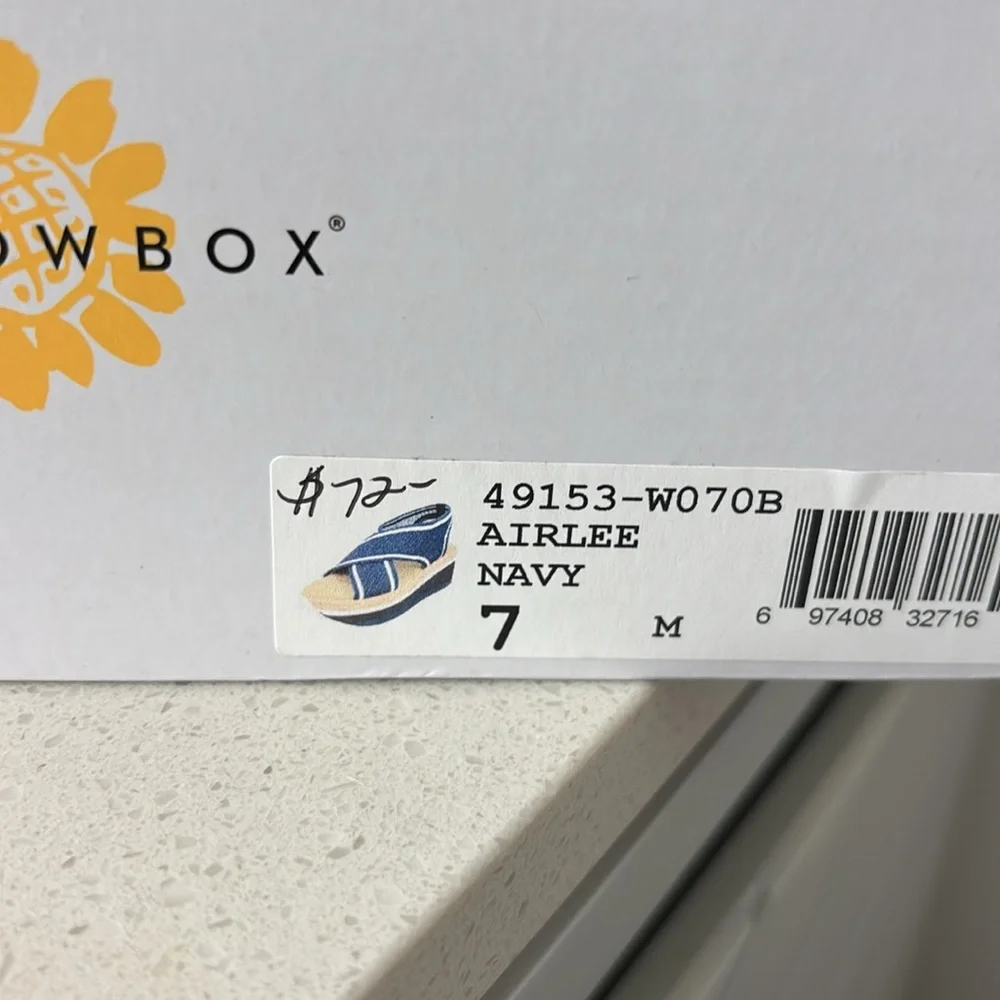 OWBOX®
$72-
49153-W070B
AIRLEE
NAVY
7 M
6 97408 32716